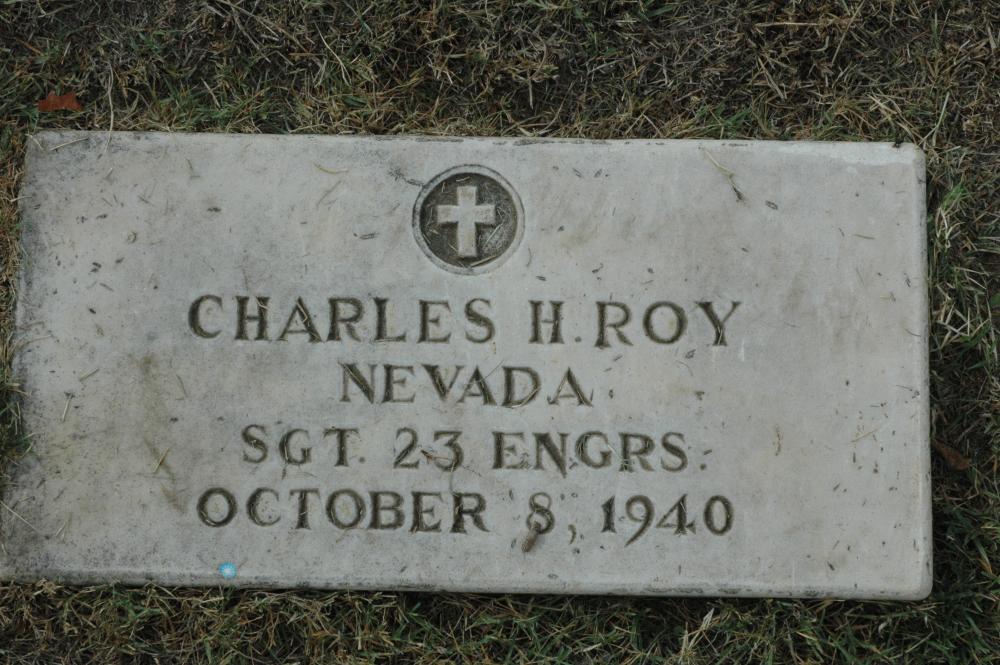 CHARLES H. ROY
NEVADA
SGT. 23 ENGRS.
OCTOBER 8, 1940